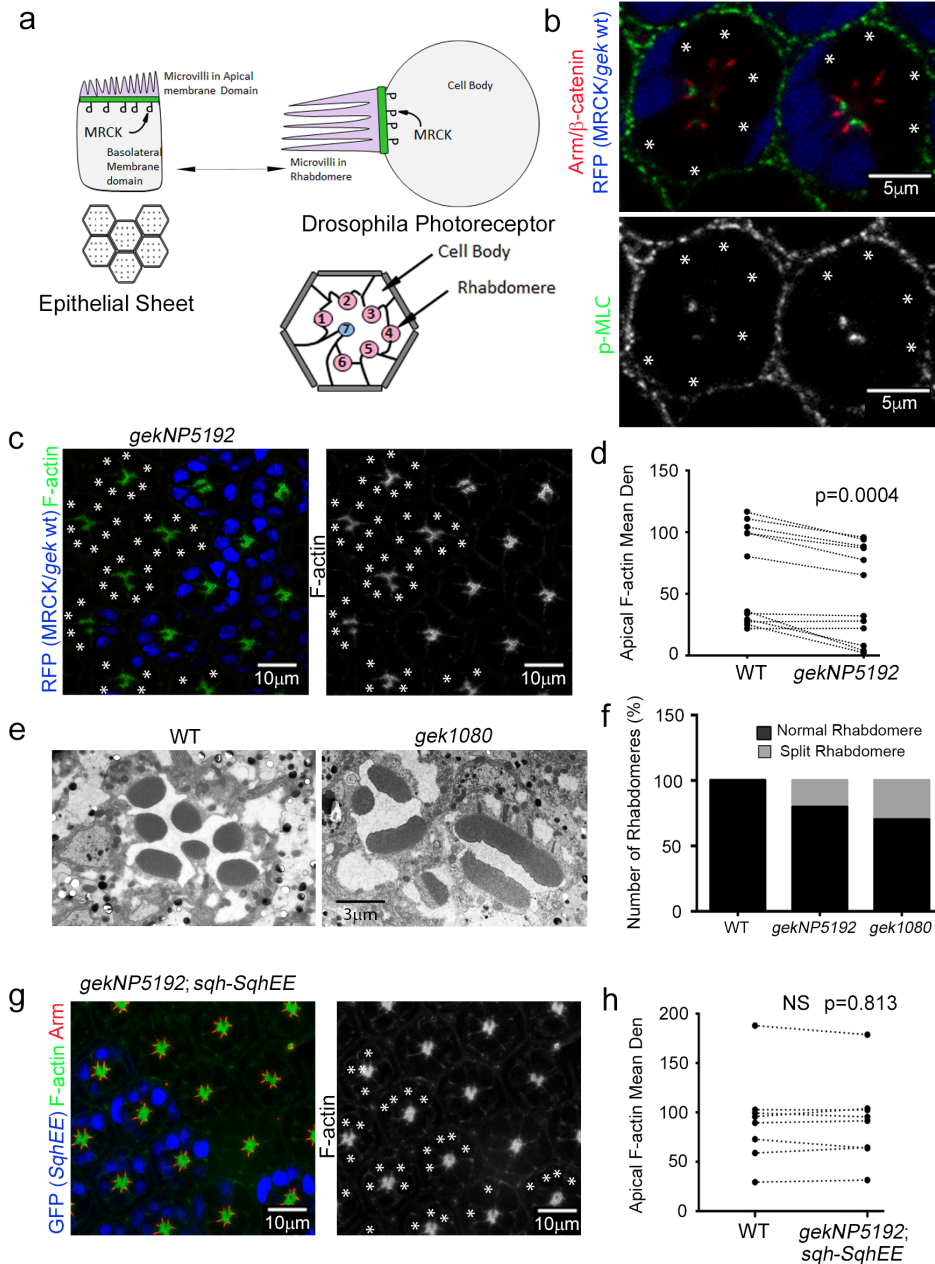 a
Microvilli in Apical
membrane Domain
MRCK
Basolateral
Membrane
domain
Epithelial Sheet
Cell Body
MRCK
Microvilli in
Rhabdomere
Drosophila Photoreceptor
Cell Body
Rhabdomere
1
2
3
4
5
6
7
b
Arm/β-catenin
RFP (MRCK/gek wt)
* * * * * * * * * *
5μm
p-MLC
* * * * * * * * * *
5μm
c
gekNP5192
RFP (MRCK/gek wt) F-actin
10μm
F-actin
10μm
d
Apical F-actin Mean Den
150
100
50
0
p=0.0004
WT
gekNP5192
e
WT
gek1080
3μm
f
Number of Rhabdomeres (%)
150
100
50
0
Normal Rhabdomere
Split Rhabdomere
WT
gekNP5192
gek1080
g
gekNP5192; sqh-SqhEE
GFP (SqhEE) F-actin Arm
10μm
F-actin
10μm
h
Apical F-actin Mean Den
200
150
100
50
0
NS p=0.813
WT
gekNP5192;
sqh-SqhEE